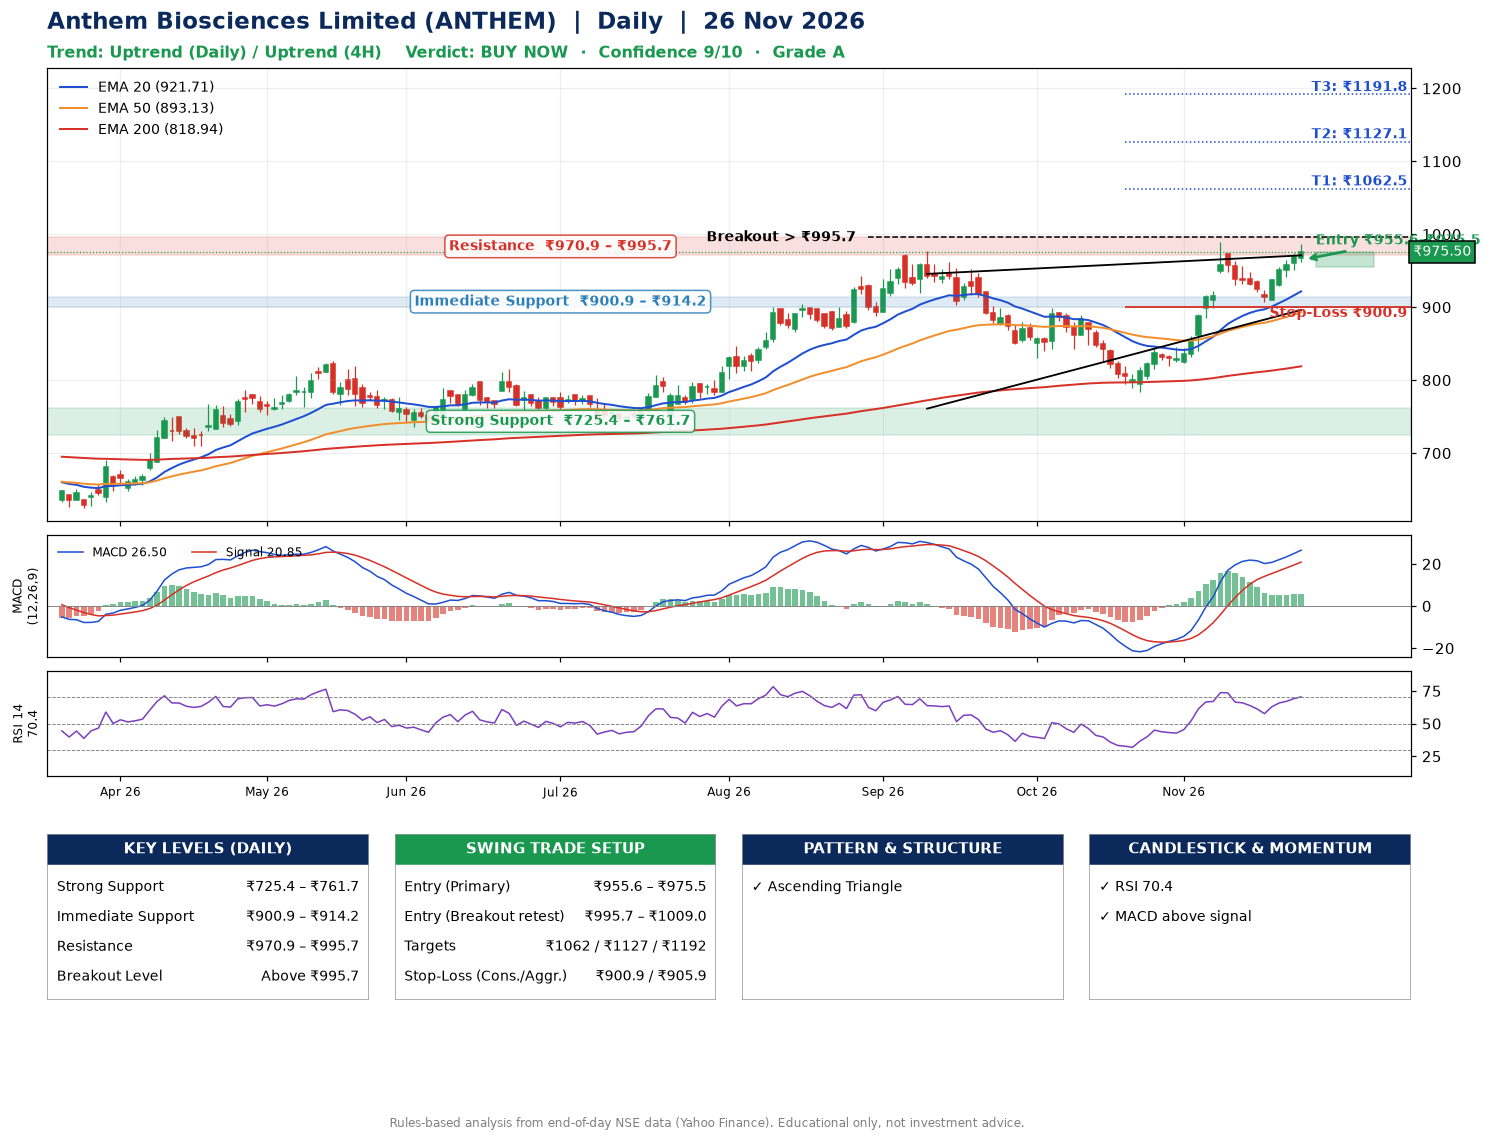 Anthem Biosciences Limited (ANTHEM) | Daily | 26 Nov 2026
Trend: Uptrend (Daily) / Uptrend (4H) Verdict: BUY NOW · Confidence 9/10 · Grade A
EMA 20 (921.71)
EMA 50 (893.13)
EMA 200 (818.94)
T3: ₹1191.8
T2: ₹1127.1
T1: ₹1062.5
Breakout > ₹995.7
Resistance ₹970.9 – ₹995.7
₹975.50
Immediate Support ₹900.9 – ₹914.2
Stop-Loss ₹900.9
Strong Support ₹725.4 – ₹761.7
1200
1100
1000
900
800
700
MACD 26.50
Signal 20.85
MACD
(12,26,9)
20
0
−20
RSI 14
70.4
75
50
25
Apr 26
May 26
Jun 26
Jul 26
Aug 26
Sep 26
Oct 26
Nov 26
KEY LEVELS (DAILY)
Strong Support ₹725.4 – ₹761.7
Immediate Support ₹900.9 – ₹914.2
Resistance ₹970.9 – ₹995.7
Breakout Level Above ₹995.7
SWING TRADE SETUP
Entry (Primary) ₹955.6 – ₹975.5
Entry (Breakout retest) ₹995.7 – ₹1009.0
Targets ₹1062 / ₹1127 / ₹1192
Stop-Loss (Cons./Aggr.) ₹900.9 / ₹905.9
PATTERN & STRUCTURE
✓ Ascending Triangle
CANDLESTICK & MOMENTUM
✓ RSI 70.4
✓ MACD above signal
Rules-based analysis from end-of-day NSE data (Yahoo Finance). Educational only, not investment advice.